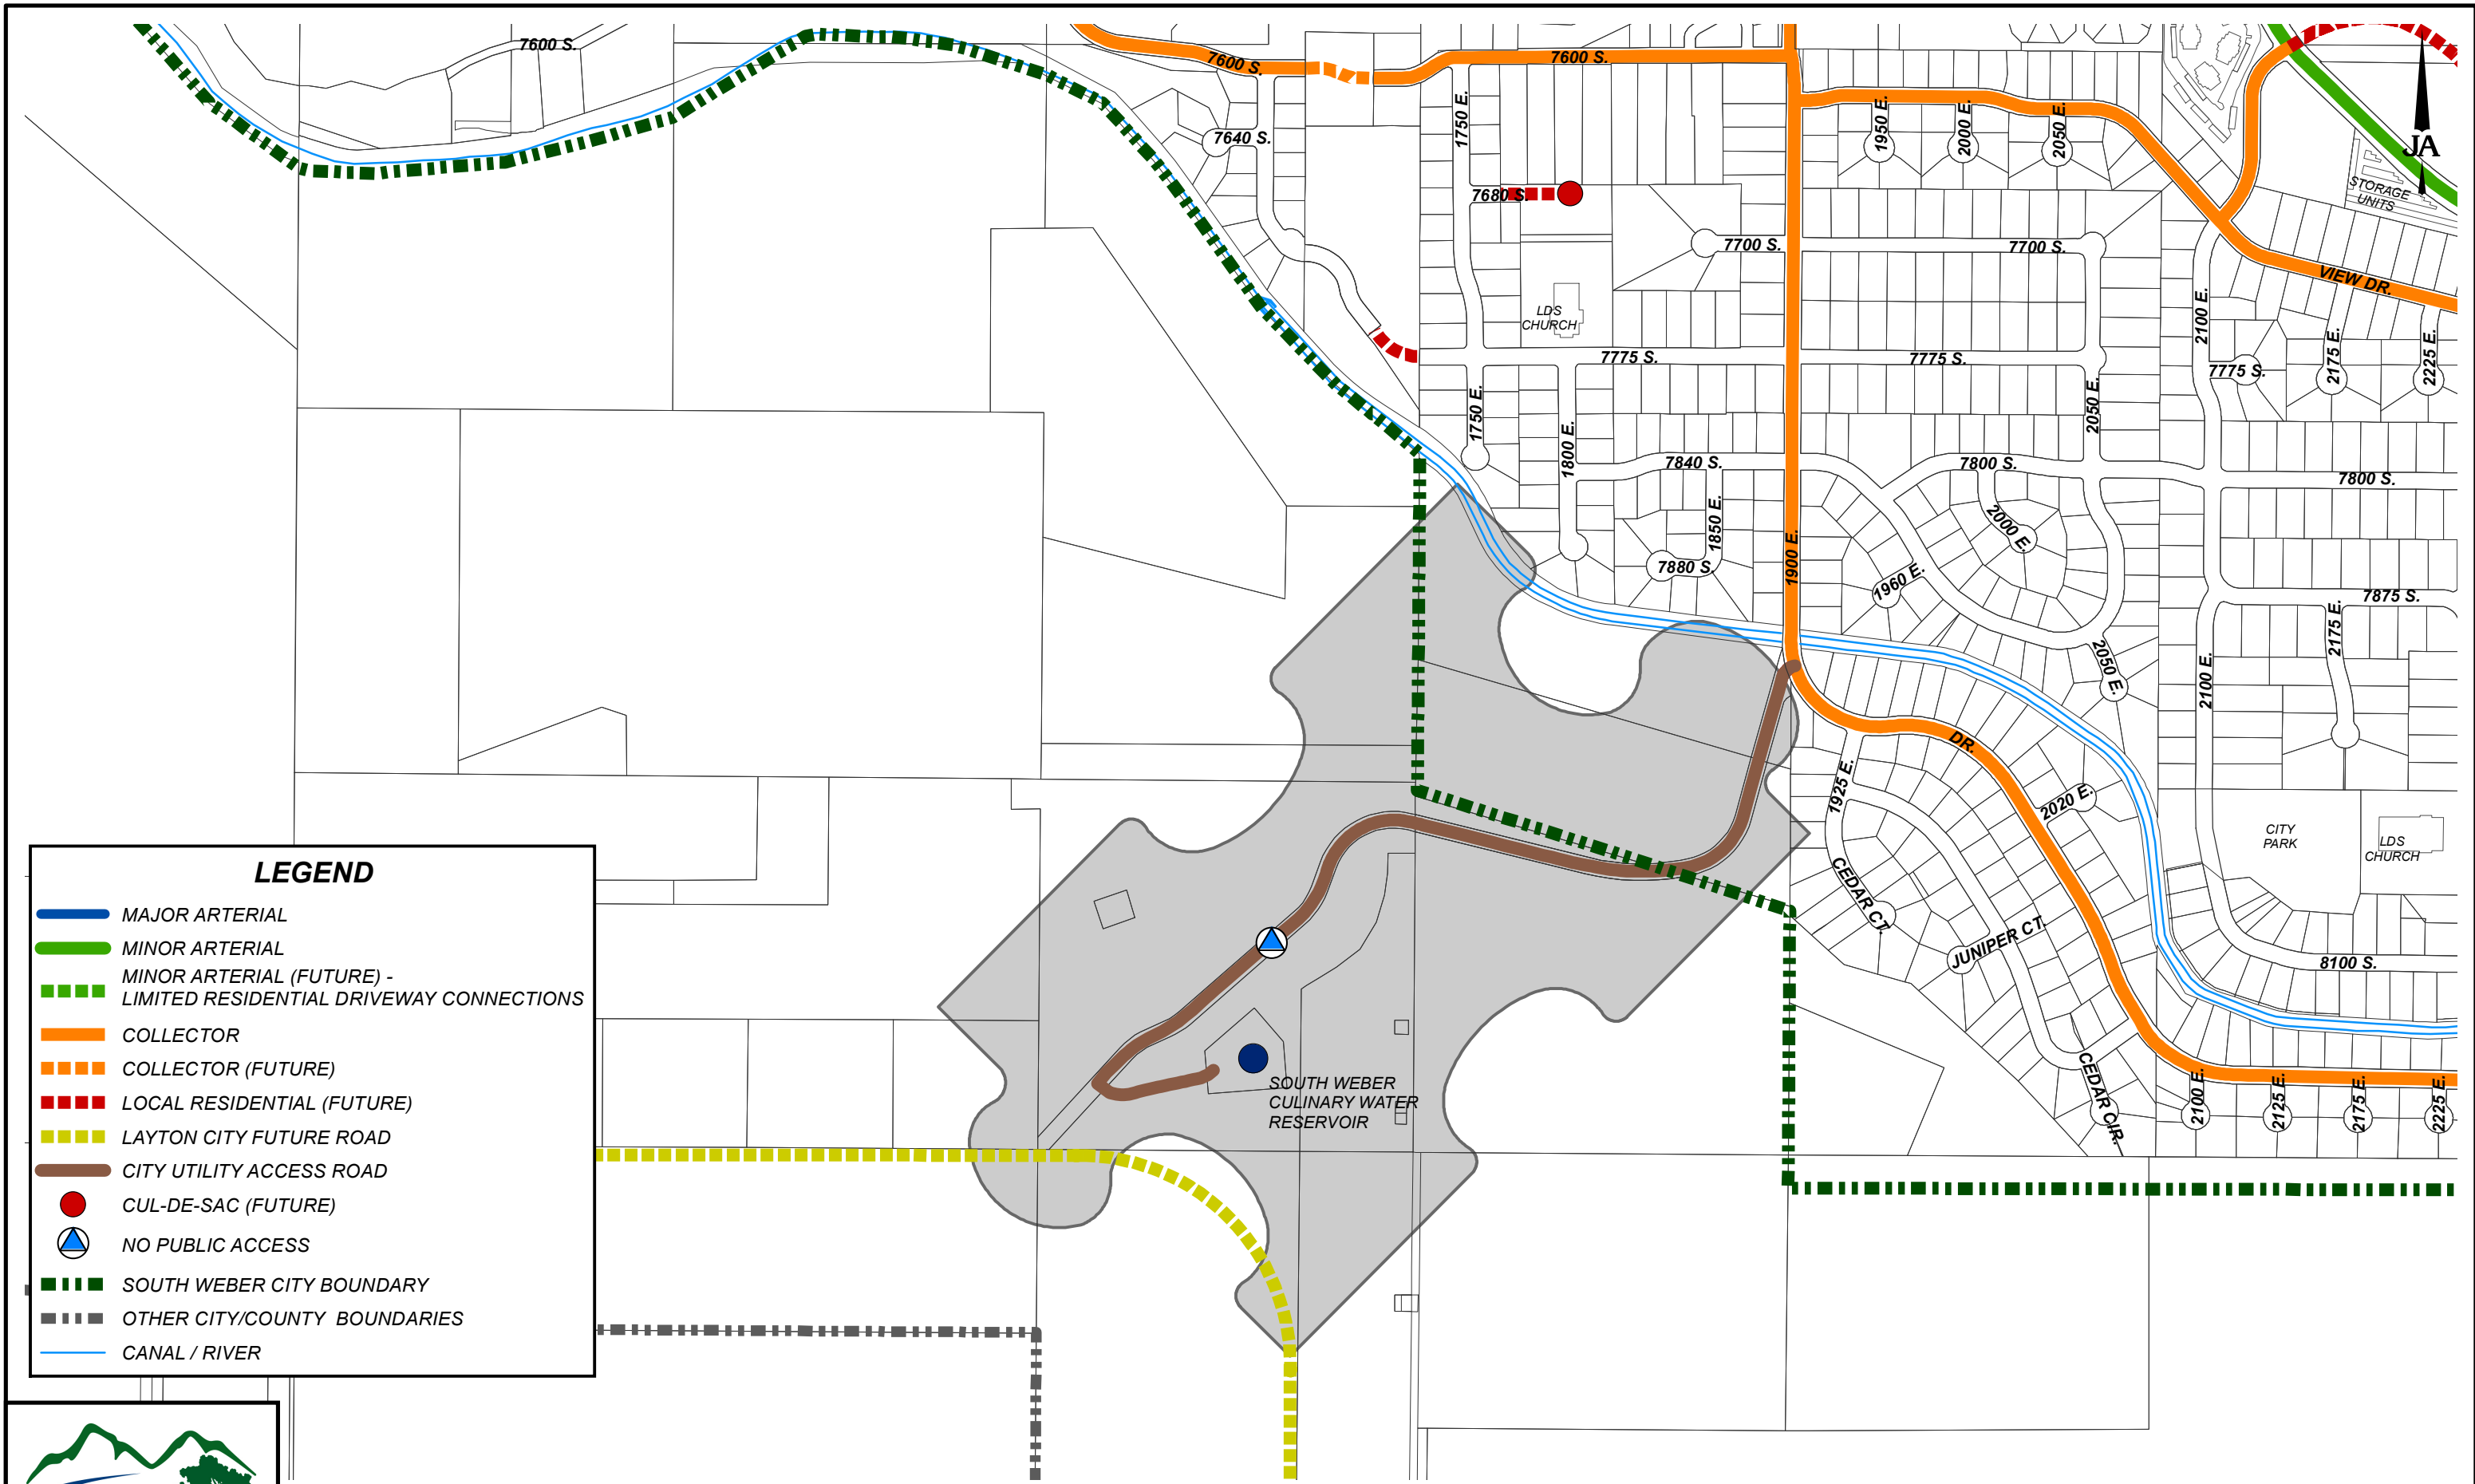 7600 S.
7600 S.
7600 S.
1750 E.
1950 E.
2000 E.
2050 E.
JA
7640 S.
STORAGE
UNITS
7680 S.
7700 S.
7700 S.
VIEW DR.
2100 E.
LDS
CHURCH
7775 S.
7775 S.
7775 S.
2175 E.
2225 E.
1750 E.
1800 E.
2050 E.
7840 S.
7800 S.
7800 S.
1850 E.
2000 E.
1900 E.
7880 S.
1960 E.
7875 S.
2175 E.
2050 E.
2100 E.
DR.
1925 E.
2020 E.
CITY
PARK
LDS
CHURCH
CEDAR CT.
JUNIPER CT.
8100 S.
SOUTH WEBER
CULINARY WATER
RESERVOIR
CEDAR CIR.
2100 E.
2125 E.
2175 E.
2225 E.
LEGEND
MAJOR ARTERIAL
MINOR ARTERIAL
MINOR ARTERIAL (FUTURE) -
LIMITED RESIDENTIAL DRIVEWAY CONNECTIONS
COLLECTOR
COLLECTOR (FUTURE)
LOCAL RESIDENTIAL (FUTURE)
LAYTON CITY FUTURE ROAD
CITY UTILITY ACCESS ROAD
CUL-DE-SAC (FUTURE)
NO PUBLIC ACCESS
SOUTH WEBER CITY BOUNDARY
OTHER CITY/COUNTY BOUNDARIES
CANAL / RIVER